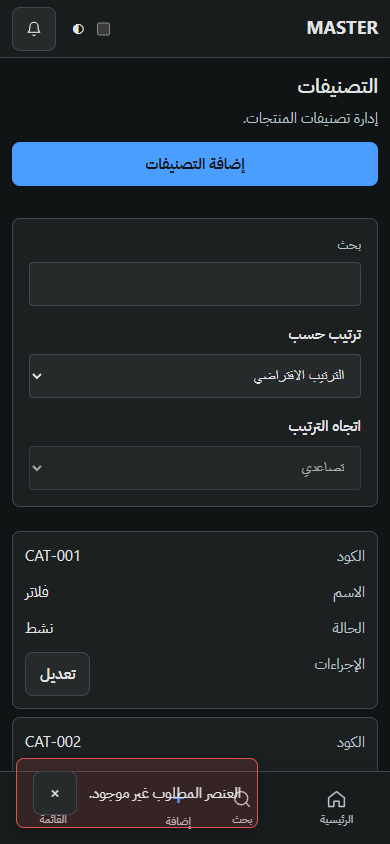 MASTER
التصنيفات
إدارة تصنيفات المنتجات.
إضافة التصنيفات
بحث
ترتيب حسب
الترتيب الافتراضي
اتجاه الترتيب
تصاعدي
الكود CAT-001
الاسم فلاتر
الحالة نشط
الإجراءات تعديل
الكود CAT-002
العنصر المطلوب غير موجود. ×
الرئيسية بحث إضافة القائمة